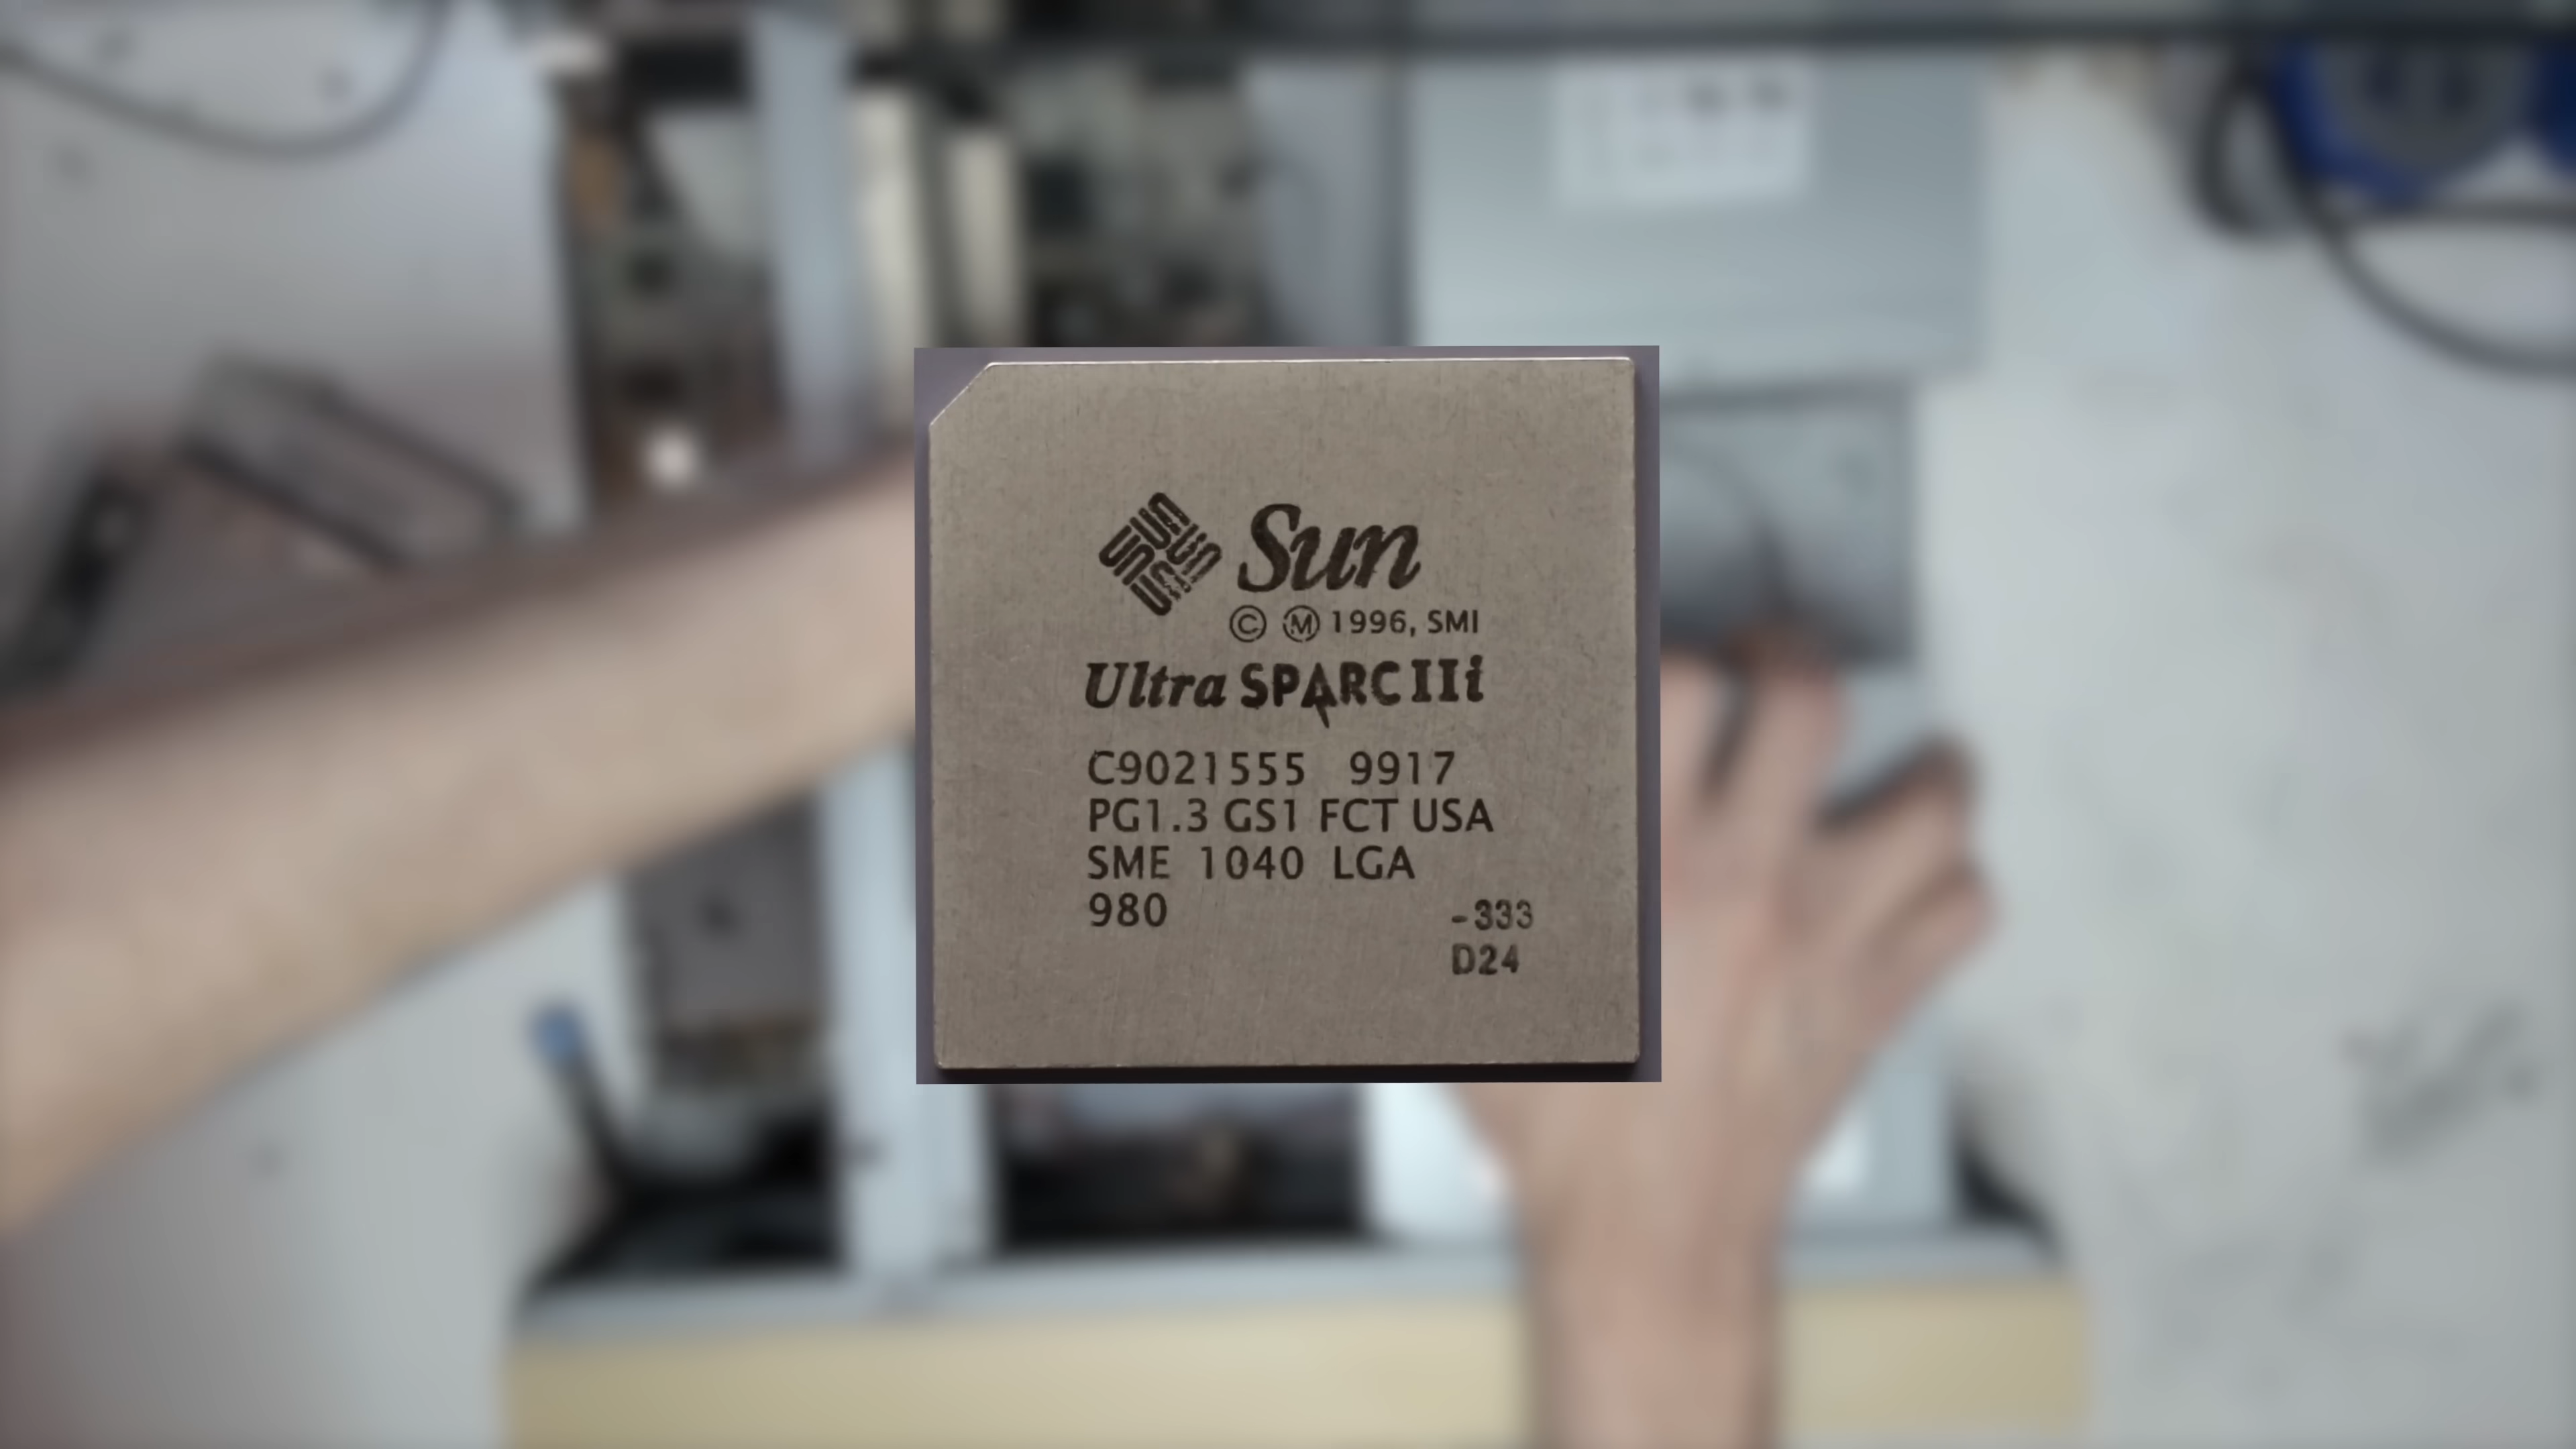 Sun
© Ⓜ 1996, SMI
UltraSPARC IIi
C9021555 9917
PG1.3 GS1 FCT USA
SME 1040 LGA
980 -333
D24